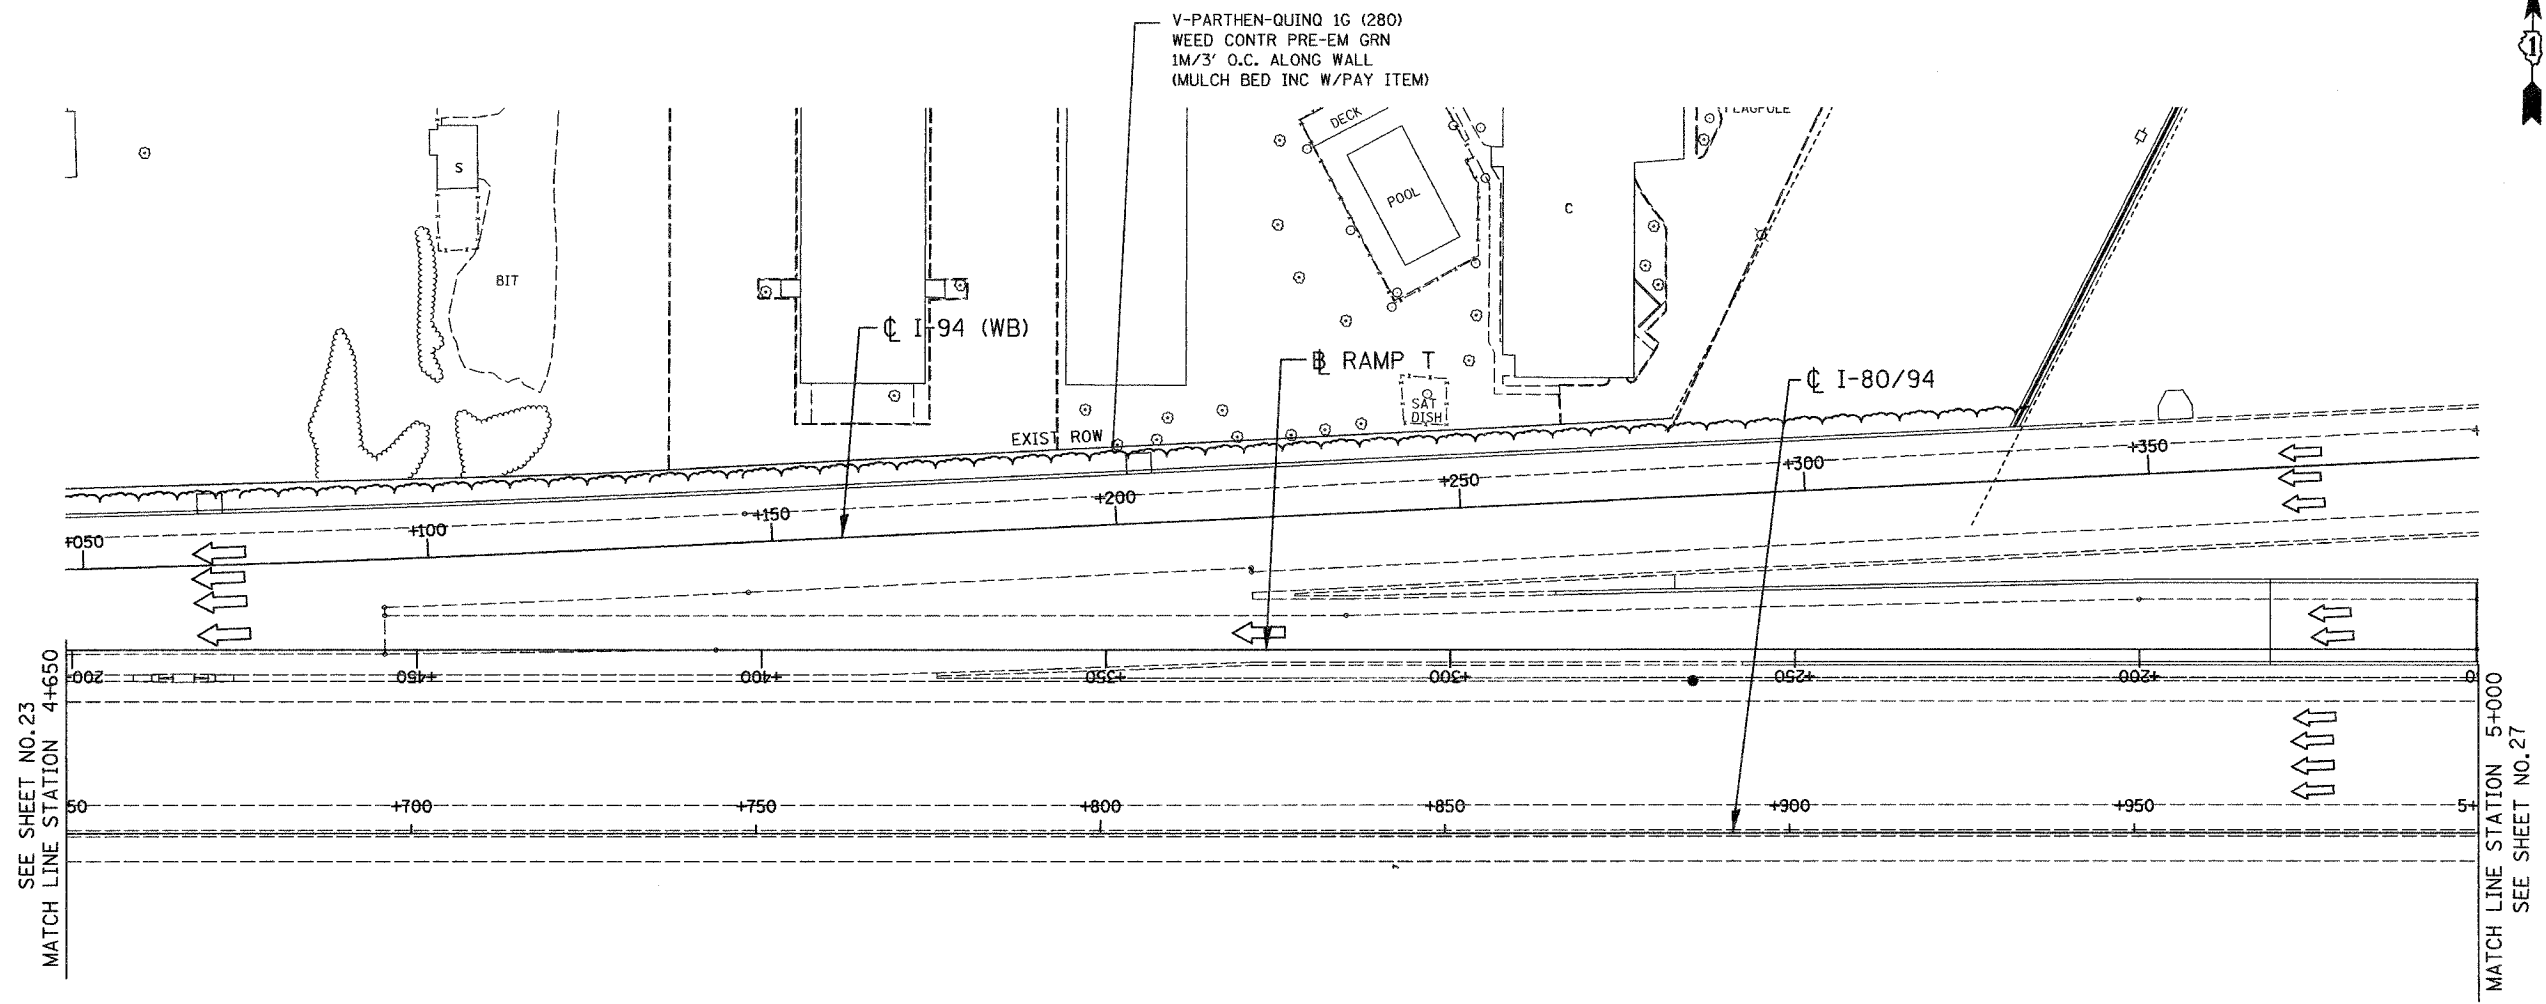 V-PARTHEN-QUINQ 1G (280)
WEED CONTR PRE-EM GRN
1M/3' O.C. ALONG WALL
(MULCH BED INC W/PAY ITEM)
1
DECK
FLAGPOLE
S
POOL
C
BIT
℄ I-94 (WB)
BL RAMP T
℄ I-80/94
SAT
DISH
EXIST ROW
+050
+100
+150
+200
+250
+300
+350
200
+450
+400
+350
+300
+250
+200
50
+700
+750
+800
+850
+900
+950
5+
SEE SHEET NO.23
MATCH LINE STATION 4+650
MATCH LINE STATION 5+000
SEE SHEET NO.27